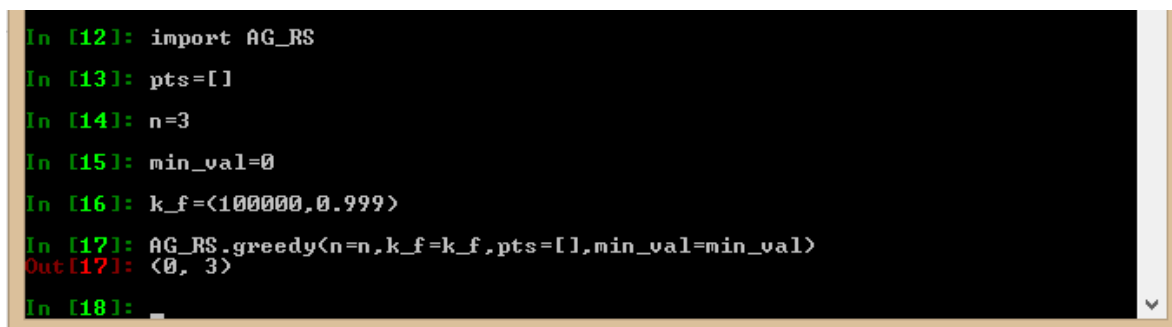 In [12]: import AG_RS
In [13]: pts=[]
In [14]: n=3
In [15]: min_val=0
In [16]: k_f=(100000,0.999)
In [17]: AG_RS.greedy(n=n,k_f=k_f,pts=[],min_val=min_val)
Out[17]: (0, 3)
In [18]: _